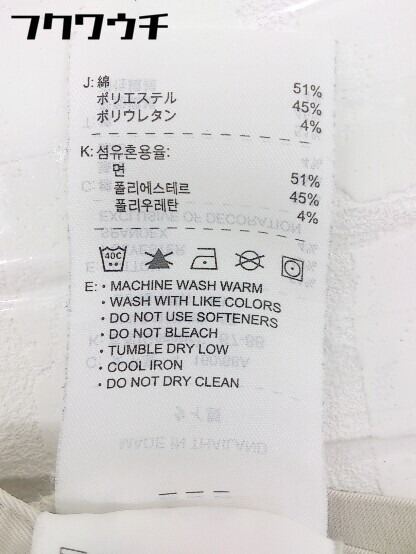 フクワウチ
J: 綿 51%
ポリエステル 45%
ポリウレタン 4%
K: 섬유혼용율:
면 51%
폴리에스테르 45%
폴리우레탄 4%
40C
E: • MACHINE WASH WARM
• WASH WITH LIKE COLORS
• DO NOT USE SOFTENERS
• DO NOT BLEACH
• TUMBLE DRY LOW
• COOL IRON
• DO NOT DRY CLEAN
MADE IN THAILAND